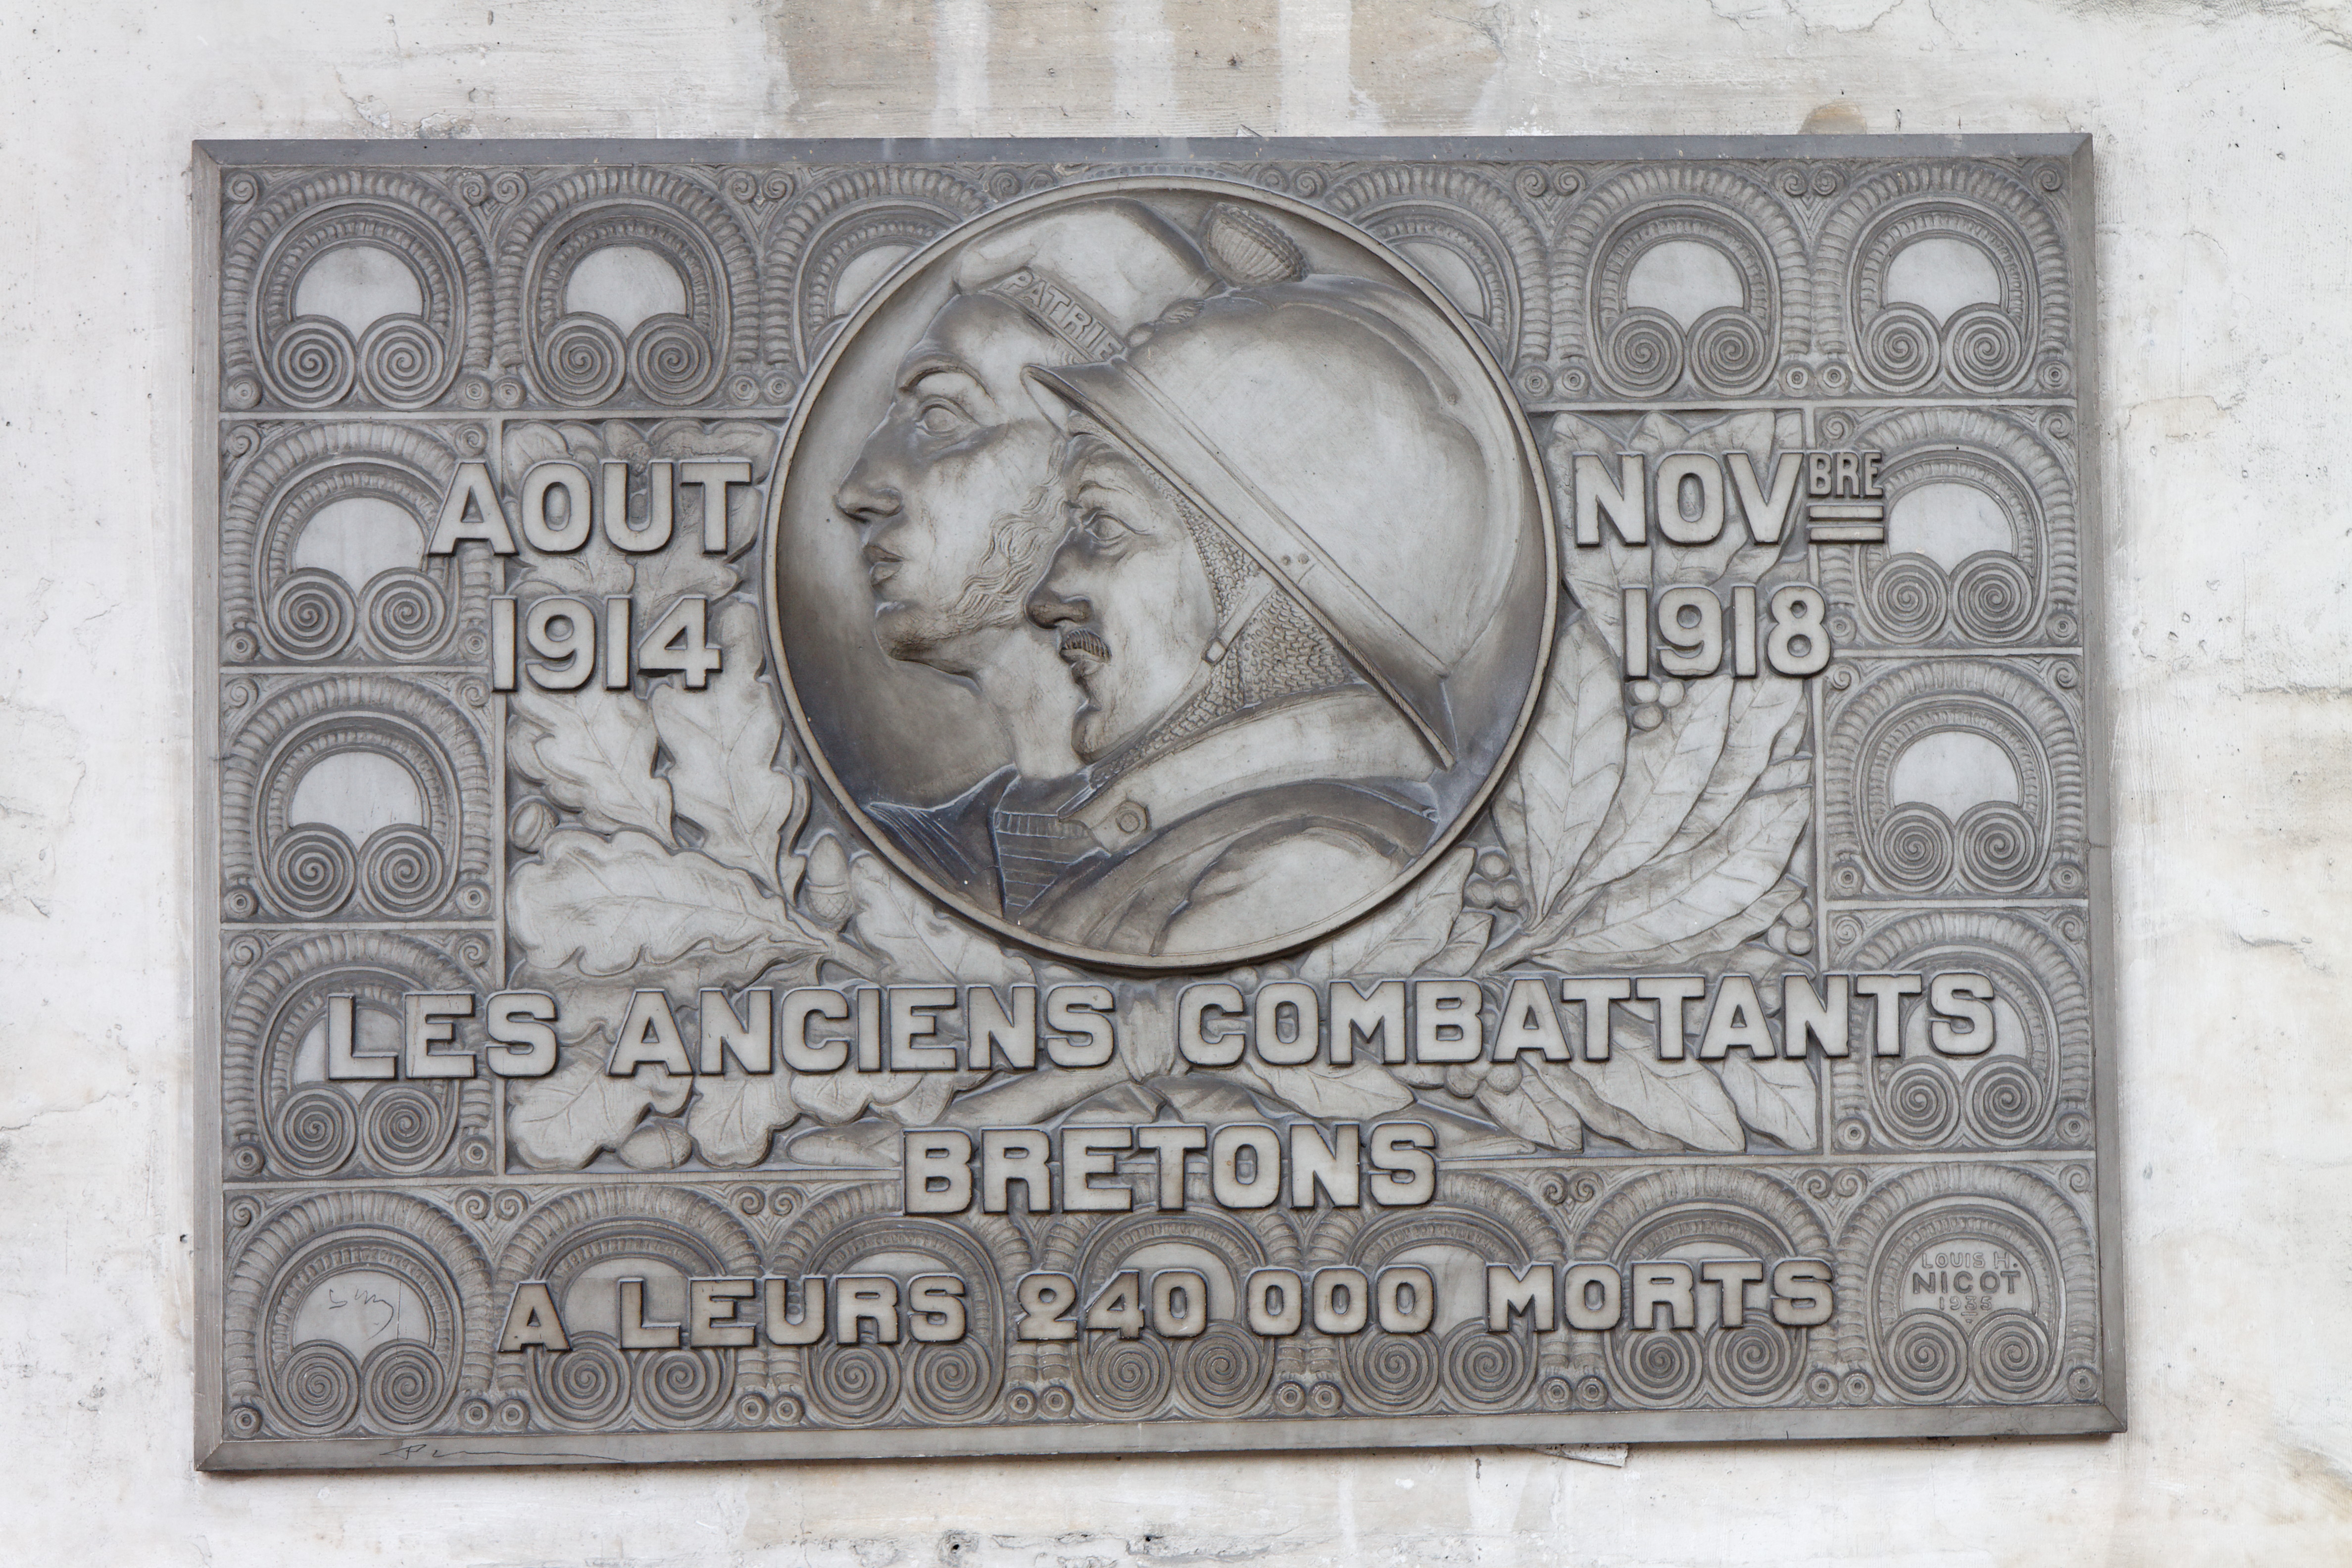 PATRIE
AOUT
1914
NOVBRE
1918
LES ANCIENS COMBATTANTS
BRETONS
A LEURS 240 000 MORTS
LOUIS H.
NICOT
1935